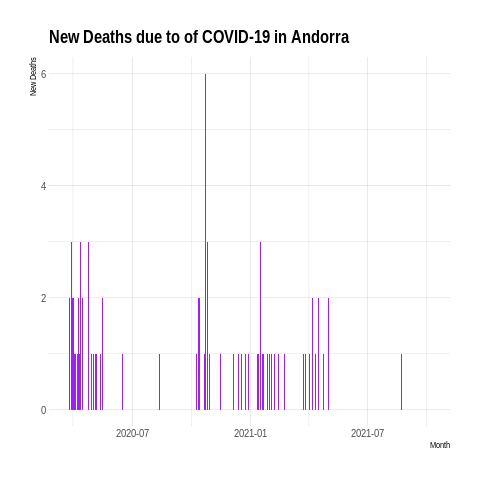 New Deaths due to of COVID-19 in Andorra
New Deaths
6
4
2
0
2020-07 2021-01 2021-07
Month